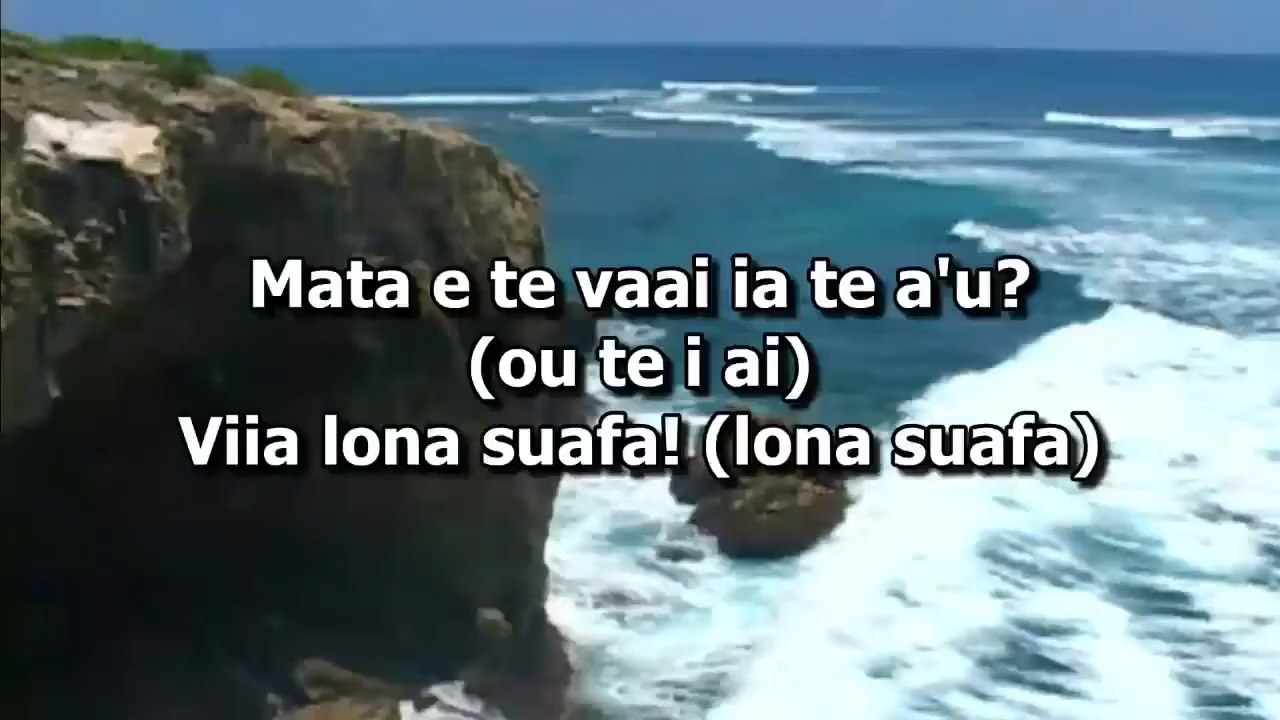 Mata e te vaai ia te a'u?
(ou te i ai)
Viia lona suafa! (lona suafa)